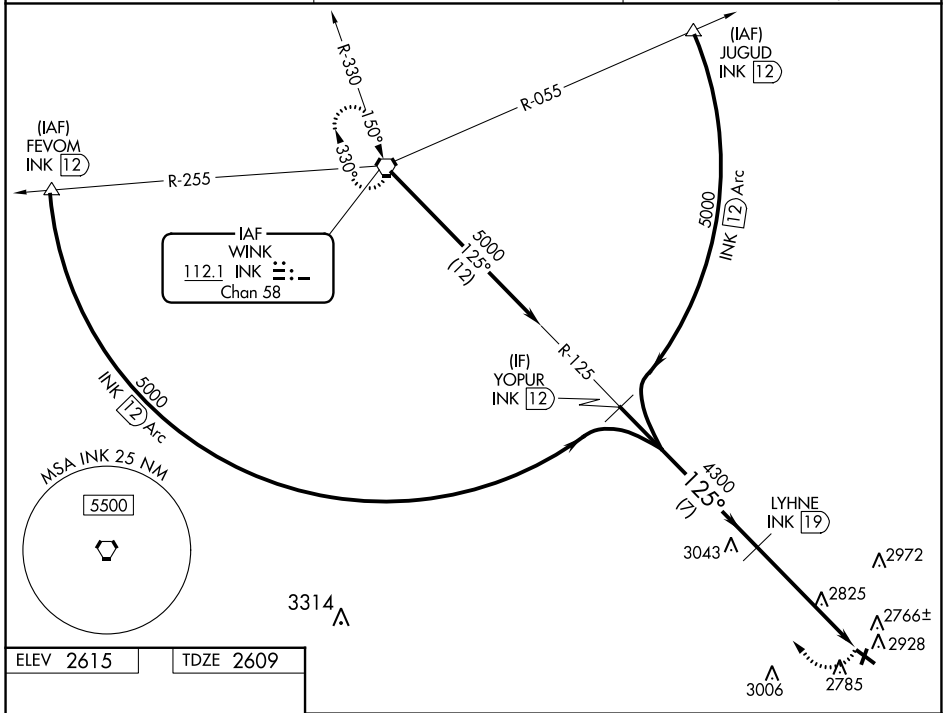 R-330
150°
330°
R-055
(IAF)
JUGUD
INK 12
(IAF)
FEVOM
INK 12
R-255
IAF
WINK
112.1 INK
Chan 58
5000
125°
(12)
5000
INK 12 Arc
R-125
(IF)
YOPUR
INK 12
5000
INK 12 Arc
MSA INK 25 NM
5500
4300
125°
(7)
LYHNE
INK 19
3043
2972
2825
2766±
2928
3314
2785
3006
ELEV 2615
TDZE 2609